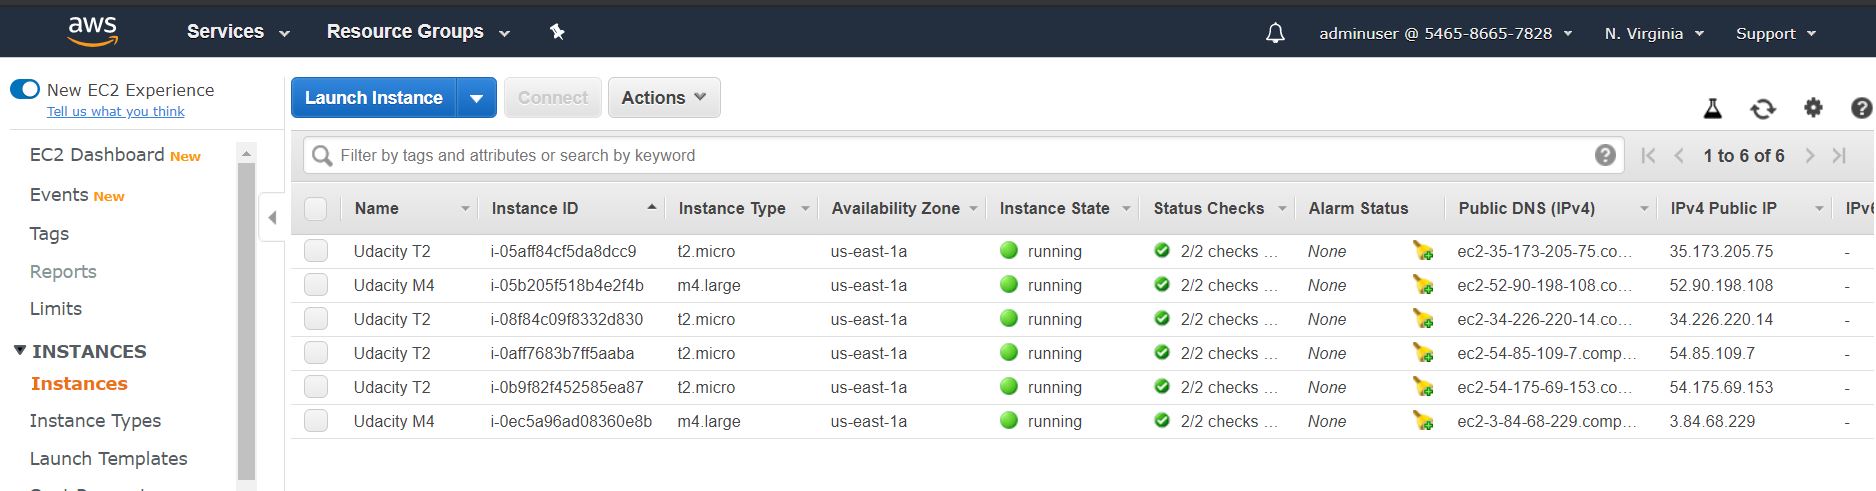 aws Services Resource Groups adminuser @ 5465-8665-7828 N. Virginia Support
New EC2 Experience
Tell us what you think
EC2 Dashboard New
Events New
Tags
Reports
Limits
INSTANCES
Instances
Instance Types
Launch Templates
Launch Instance Connect Actions
Filter by tags and attributes or search by keyword ? 1 to 6 of 6
Name Instance ID Instance Type Availability Zone Instance State Status Checks Alarm Status Public DNS (IPv4) IPv4 Public IP IPv6
Udacity T2 i-05aff84cf5da8dcc9 t2.micro us-east-1a running 2/2 checks ... None ec2-35-173-205-75.co... 35.173.205.75 -
Udacity M4 i-05b205f518b4e2f4b m4.large us-east-1a running 2/2 checks ... None ec2-52-90-198-108.co... 52.90.198.108 -
Udacity T2 i-08f84c09f8332d830 t2.micro us-east-1a running 2/2 checks ... None ec2-34-226-220-14.co... 34.226.220.14 -
Udacity T2 i-0aff7683b7ff5aaba t2.micro us-east-1a running 2/2 checks ... None ec2-54-85-109-7.comp... 54.85.109.7 -
Udacity T2 i-0b9f82f452585ea87 t2.micro us-east-1a running 2/2 checks ... None ec2-54-175-69-153.co... 54.175.69.153 -
Udacity M4 i-0ec5a96ad08360e8b m4.large us-east-1a running 2/2 checks ... None ec2-3-84-68-229.comp... 3.84.68.229 -